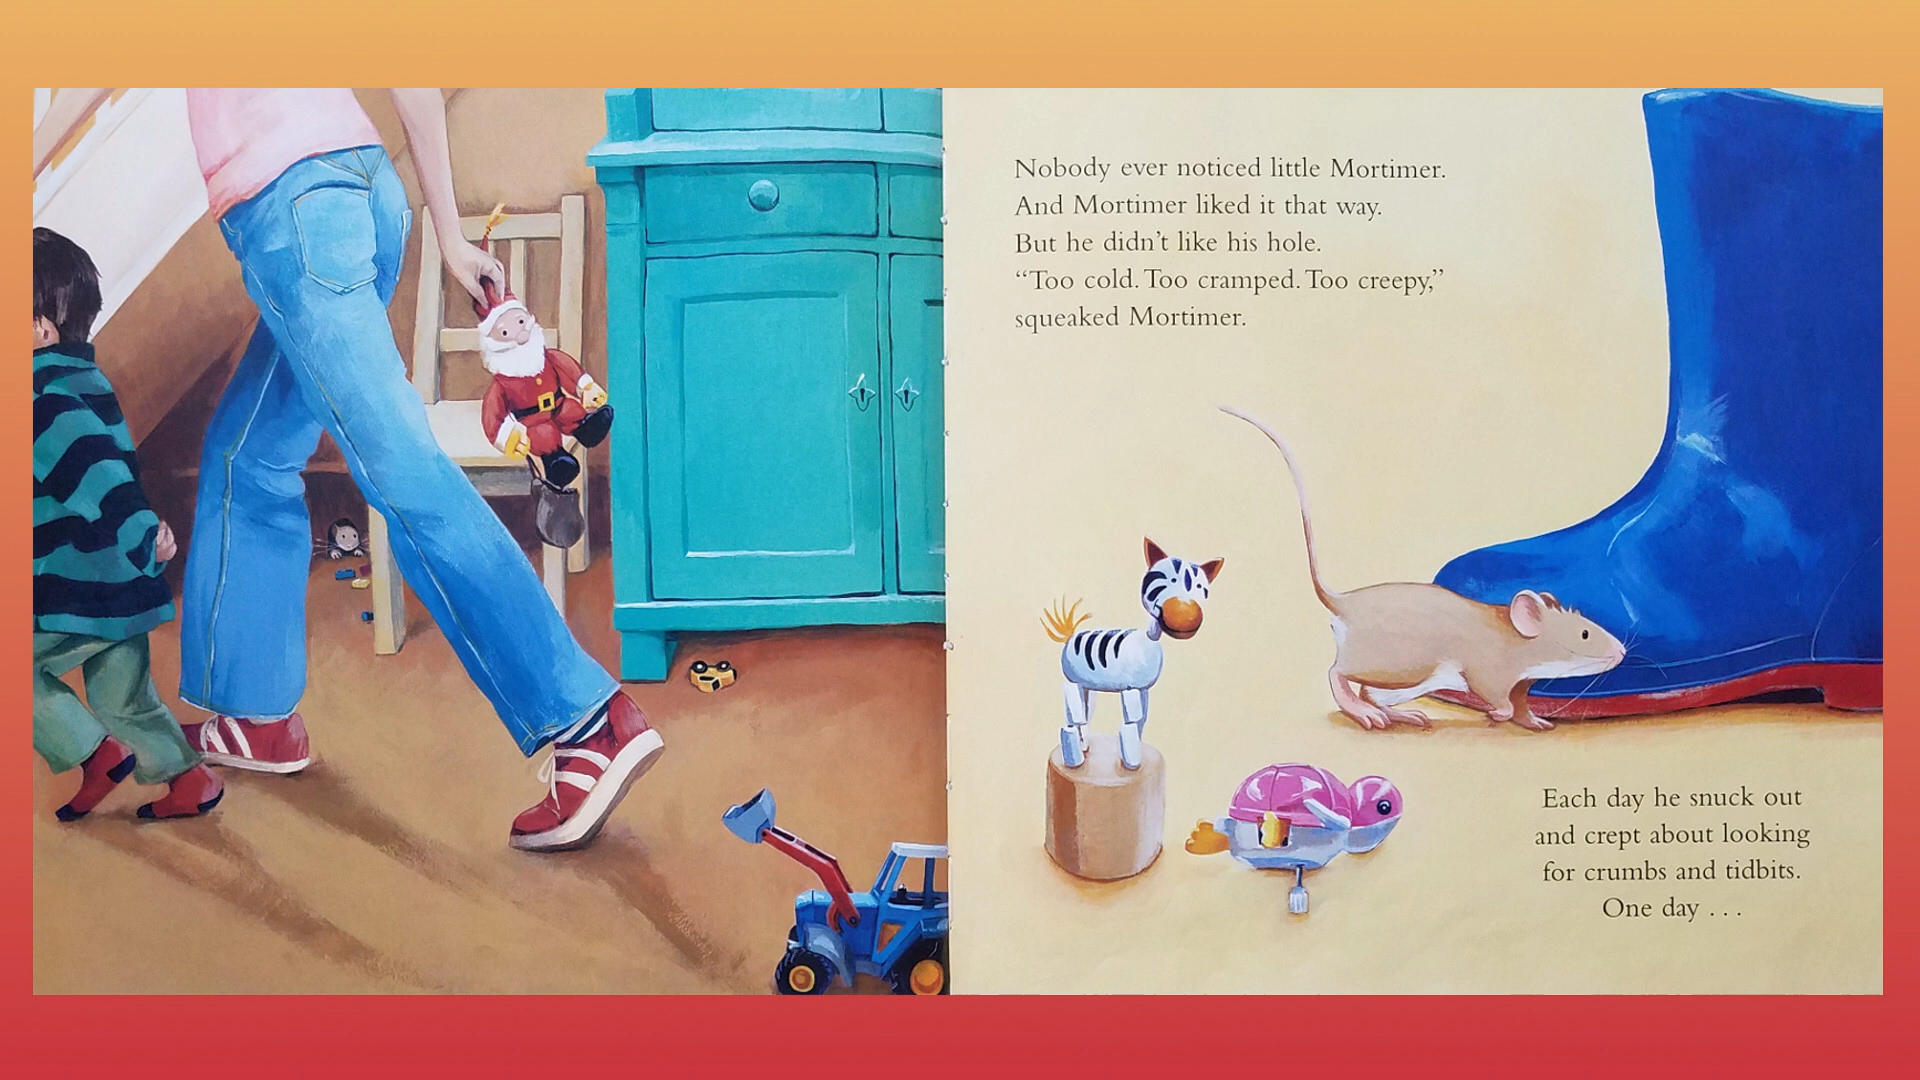 Nobody ever noticed little Mortimer.
And Mortimer liked it that way.
But he didn’t like his hole.
“Too cold. Too cramped. Too creepy,”
squeaked Mortimer.
Each day he snuck out
and crept about looking
for crumbs and tidbits.
One day . . .